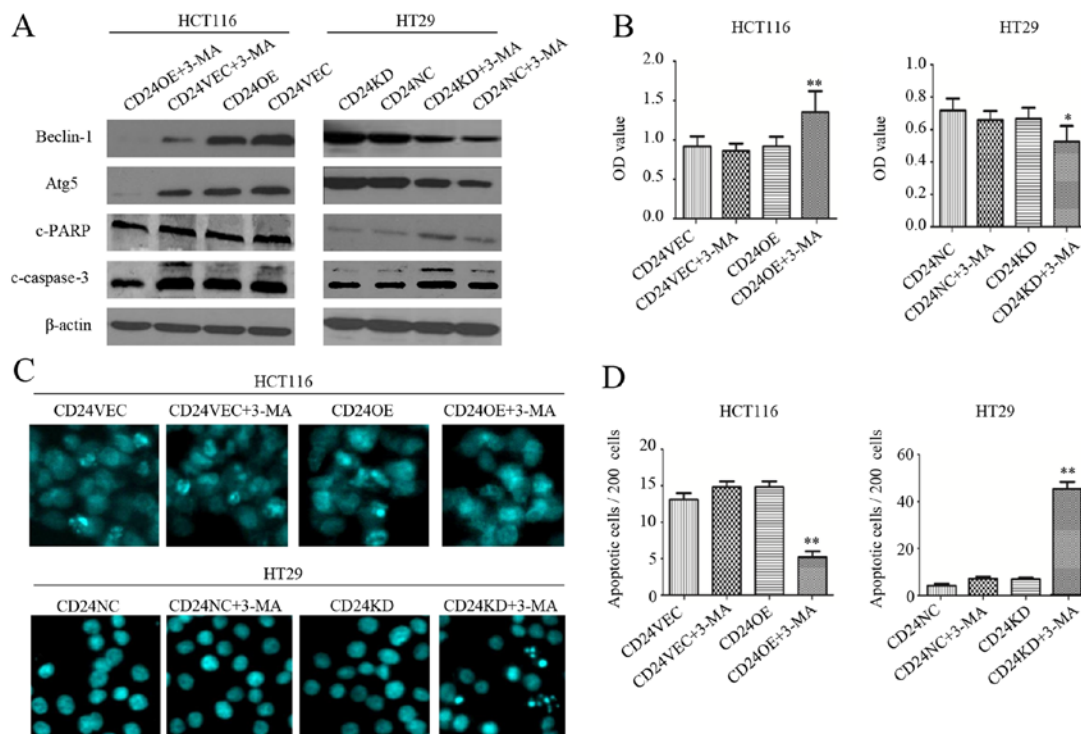 A
HCT116
HT29
CD24OE+3-MA
CD24VEC+3-MA
CD24OE
CD24VEC
CD24KD
CD24NC
CD24KD+3-MA
CD24NC+3-MA
Beclin-1
Atg5
c-PARP
c-caspase-3
β-actin
B
HCT116
OD value
2.0
1.5
1.0
0.5
0.0
**
CD24VEC
CD24VEC+3-MA
CD24OE
CD24OE+3-MA
HT29
OD value
1.0
0.8
0.6
0.4
0.2
0.0
*
CD24NC
CD24NC+3-MA
CD24KD
CD24KD+3-MA
C
HCT116
CD24VEC
CD24VEC+3-MA
CD24OE
CD24OE+3-MA
HT29
CD24NC
CD24NC+3-MA
CD24KD
CD24KD+3-MA
D
HCT116
Apoptotic cells / 200 cells
20
15
10
5
0
**
CD24VEC
CD24VEC+3-MA
CD24OE
CD24OE+3-MA
HT29
Apoptotic cells / 200 cells
60
40
20
0
**
CD24NC
CD24NC+3-MA
CD24KD
CD24KD+3-MA